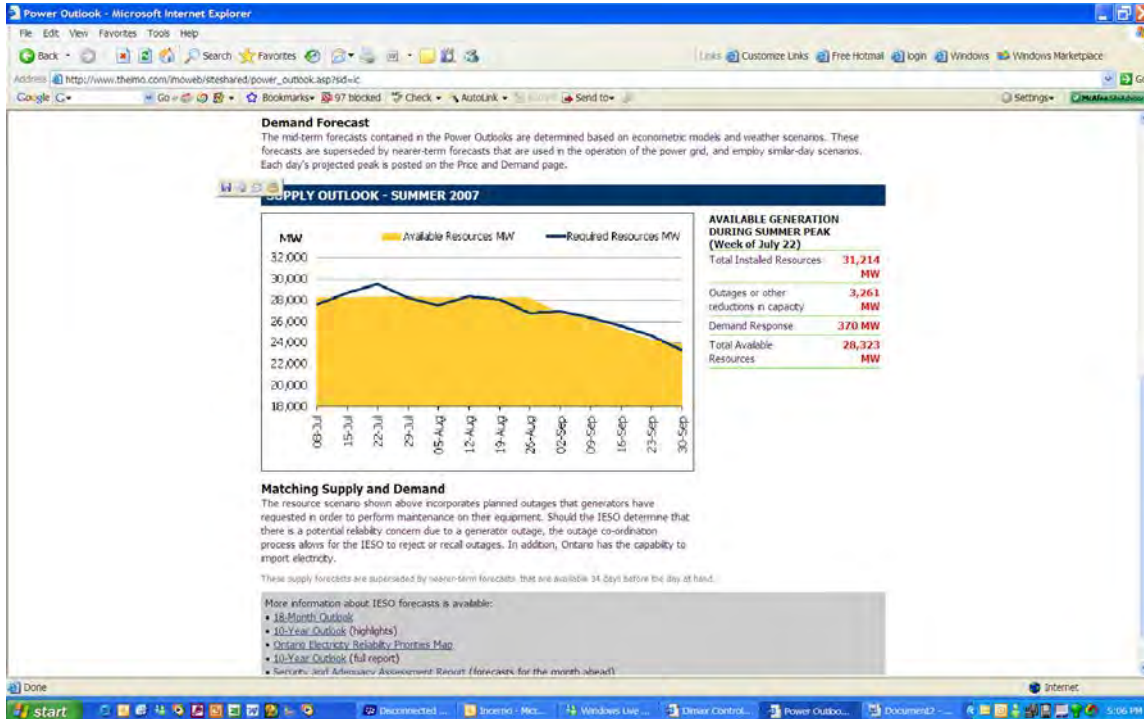 Power Outlook - Microsoft Internet Explorer
File Edit View Favorites Tools Help
Back Search Favorites
Links Customize Links Free Hotmail login Windows Windows Marketplace
Address http://www.theimo.com/imoweb/siteshared/power_outlook.asp?sid=ic
Go
Google Go Bookmarks 97 blocked Check AutoLink Send to Settings
Demand Forecast
The mid-term forecasts contained in the Power Outlooks are determined based on econometric models and weather scenarios. These
forecasts are superseded by nearer-term forecasts that are used in the operation of the power grid, and employ similar-day scenarios.
Each day's projected peak is posted on the Price and Demand page.
SUPPLY OUTLOOK - SUMMER 2007
MW
Available Resources MW Required Resources MW
32,000
30,000
28,000
26,000
24,000
22,000
20,000
18,000
08-Jul 15-Jul 22-Jul 29-Jul 05-Aug 12-Aug 19-Aug 26-Aug 02-Sep 09-Sep 16-Sep 23-Sep 30-Sep
AVAILABLE GENERATION
DURING SUMMER PEAK
(Week of July 22)
Total Installed Resources 31,214
MW
Outages or other 3,261
reductions in capacity MW
Demand Response 370 MW
Total Available 28,323
Resources MW
Matching Supply and Demand
The resource scenario shown above incorporates planned outages that generators have
requested in order to perform maintenance on their equipment. Should the IESO determine that
there is a potential reliability concern due to a generator outage, the outage co-ordination
process allows for the IESO to reject or recall outages. In addition, Ontario has the capability to
import electricity.
These supply forecasts are superseded by nearer-term forecasts, that are available 34 days before the day at hand.
More information about IESO forecasts is available:
• 18-Month Outlook
• 10-Year Outlook (highlights)
• Ontario Electricity Reliability Priorities Map
• 10-Year Outlook (full report)
• Security and Adequacy Assessment Report (forecasts for the month ahead)
Done Internet
start Disconnected ... Windows Live ... Dimax Control... Power Outloo... Document2 - ... 5:06 PM